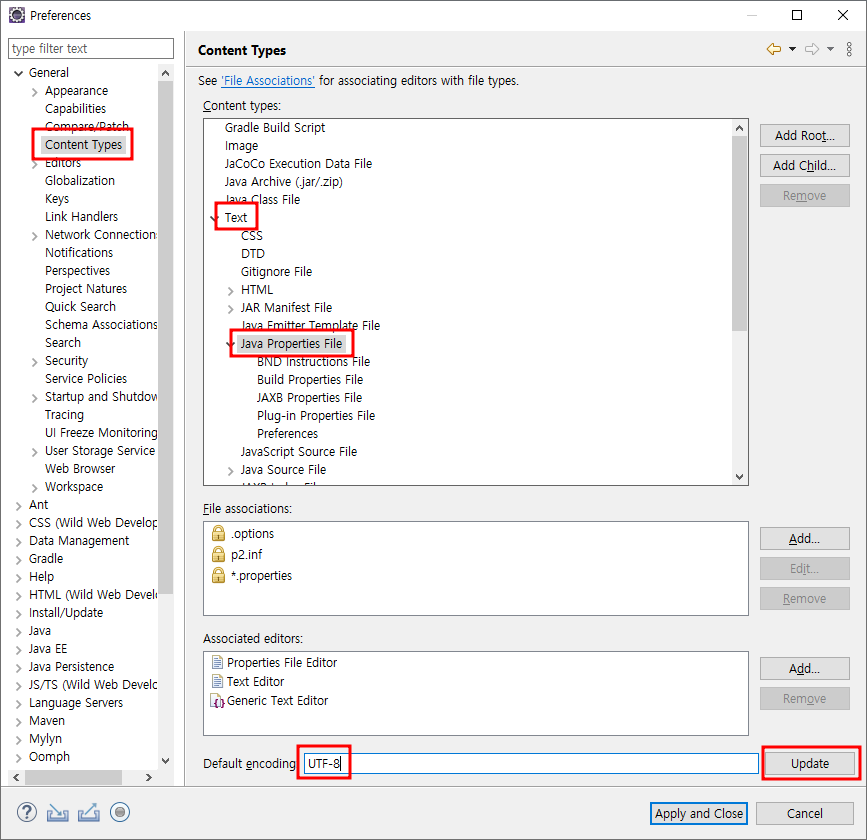 Preferences
type filter text
General
Appearance
Capabilities
Compare/Patch
Content Types
Editors
Globalization
Keys
Link Handlers
Network Connection
Notifications
Perspectives
Project Natures
Quick Search
Schema Associations
Search
Security
Service Policies
Startup and Shutdow
Tracing
UI Freeze Monitoring
User Storage Service
Web Browser
Workspace
Ant
CSS (Wild Web Develop
Data Management
Gradle
Help
HTML (Wild Web Devel
Install/Update
Java
Java EE
Java Persistence
JS/TS (Wild Web Develo
Language Servers
Maven
Mylyn
Oomph
Content Types
See 'File Associations' for associating editors with file types.
Content types:
Gradle Build Script
Image
JaCoCo Execution Data File
Java Archive (.jar/.zip)
Java Class File
Text
CSS
DTD
Gitignore File
HTML
JAR Manifest File
Java Emitter Template File
Java Properties File
BND Instructions File
Build Properties File
JAXB Properties File
Plug-in Properties File
Preferences
JavaScript Source File
Java Source File
Add Root...
Add Child...
Remove
File associations:
.options
p2.inf
*.properties
Add...
Edit...
Remove
Associated editors:
Properties File Editor
Text Editor
Generic Text Editor
Add...
Remove
Default encoding:
UTF-8
Update
Apply and Close
Cancel